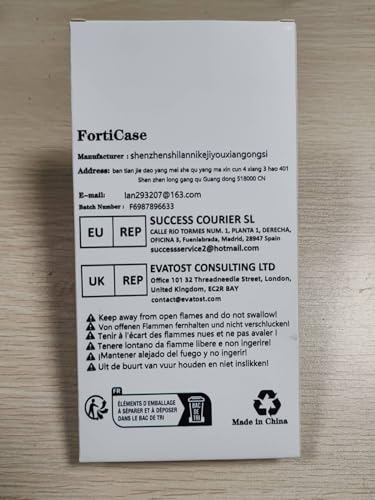 FortiCase
Manufacturer : shenzhenshilannikejiyouxiangongsi
Address: ban tian jie dao yang mei she qu yang ma xin cun 4 xiang 3 hao 401
Shen zhen long gang qu Guang dong 518000 CN
E-mail: lan293207@163.com
Batch Number : F6987896633
EU REP
SUCCESS COURIER SL
CALLE RIO TORMES NUM. 1, PLANTA 1, DERECHA,
OFICINA 3, Fuenlabrada, Madrid, 28947 Spain
successservice2@hotmail.com
UK REP
EVATOST CONSULTING LTD
Office 101 32 Threadneedle Street, London,
United Kingdom, EC2R 8AY
contact@evatost.com
Keep away from open flames and do not swallow!
Von offenen Flammen fernhalten und nicht verschlucken!
Tenir à l'écart des flammes nues et ne pas avaler !
Tenere lontano da fiamme libere e non ingerire!
¡Mantener alejado del fuego y no ingerir!
Uit de buurt van vuur houden en niet inslikken!
FR
ÉLÉMENTS D'EMBALLAGE
À SÉPARER ET À DÉPOSER
DANS LE BAC DE TRI
BAC
DE
TRI
Made in China